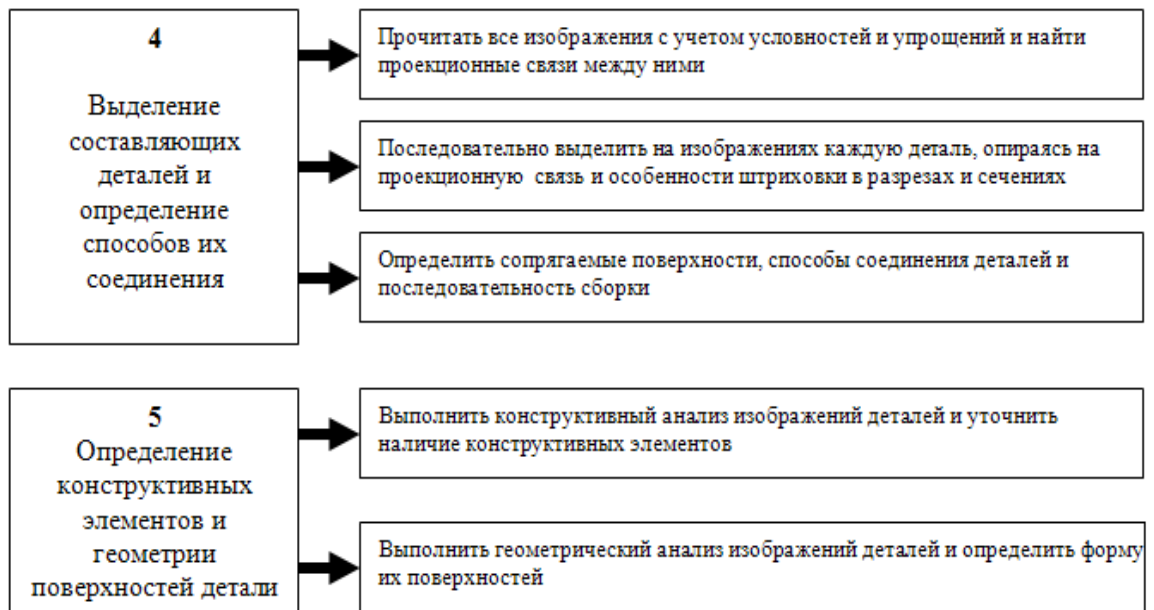 4
Выделение
составляющих
деталей и
определение
способов их
соединения
Прочитать все изображения с учетом условностей и упрощений и найти
проекционные связи между ними
Последовательно выделить на изображениях каждую деталь, опираясь на
проекционную связь и особенности штриховки в разрезах и сечениях
Определить сопрягаемые поверхности, способы соединения деталей и
последовательность сборки
5
Определение
конструктивных
элементов и
геометрии
поверхностей детали
Выполнить конструктивный анализ изображений деталей и уточнить
наличие конструктивных элементов
Выполнить геометрический анализ изображений деталей и определить форму
их поверхностей